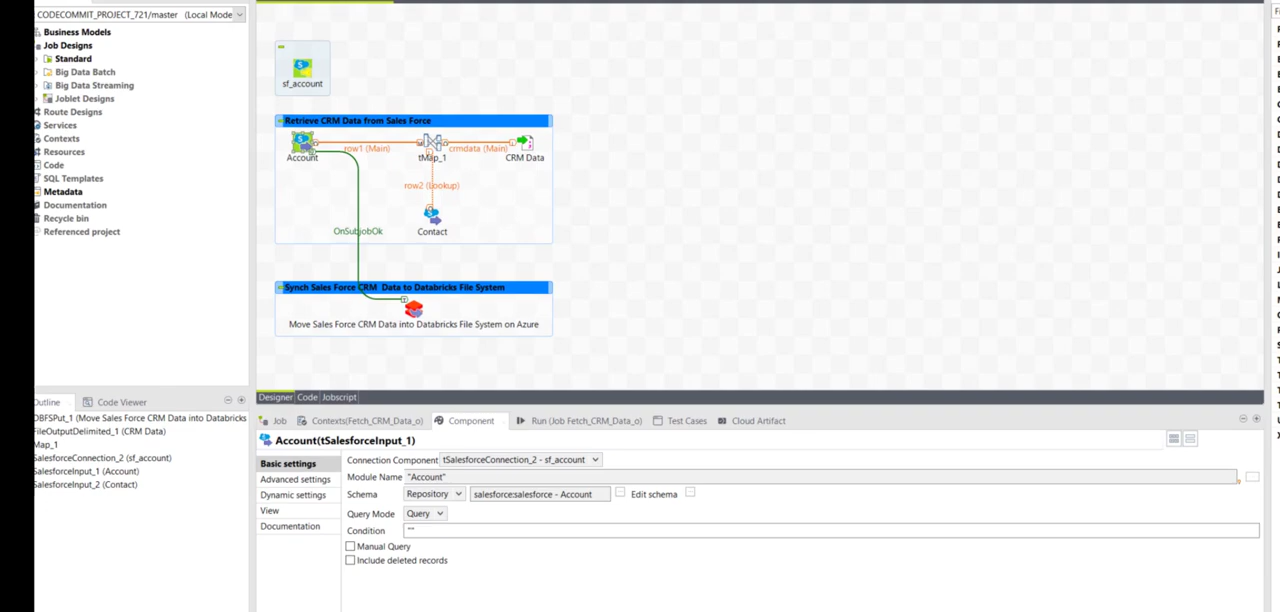 CODECOMMIT_PROJECT_721/master (Local Mode
Business Models
Job Designs
Standard
Big Data Batch
Big Data Streaming
Joblet Designs
Route Designs
Services
Contexts
Resources
Code
SQL Templates
Metadata
Documentation
Recycle bin
Referenced project
sf_account
Retrieve CRM Data from Sales Force
row1 (Main)
crmdata (Main)
Account
tMap_1
CRM Data
row2 (Lookup)
Contact
OnSubjobOk
Synch Sales Force CRM Data to Databricks File System
Move Sales Force CRM Data into Databricks File System on Azure
Designer Code Jobscript
Outline Code Viewer
DBFSPut_1 (Move Sales Force CRM Data into Databricks
FileOutputDelimited_1 (CRM Data)
Map_1
SalesforceConnection_2 (sf_account)
SalesforceInput_1 (Account)
SalesforceInput_2 (Contact)
Job Contexts(Fetch_CRM_Data_o) Component Run (Job Fetch_CRM_Data_o) Test Cases Cloud Artifact
Account(tSalesforceInput_1)
Basic settings
Advanced settings
Dynamic settings
View
Documentation
Connection Component tSalesforceConnection_2 - sf_account
Module Name "Account"
Schema Repository salesforce:salesforce - Account Edit schema
Query Mode Query
Condition ""
Manual Query
Include deleted records